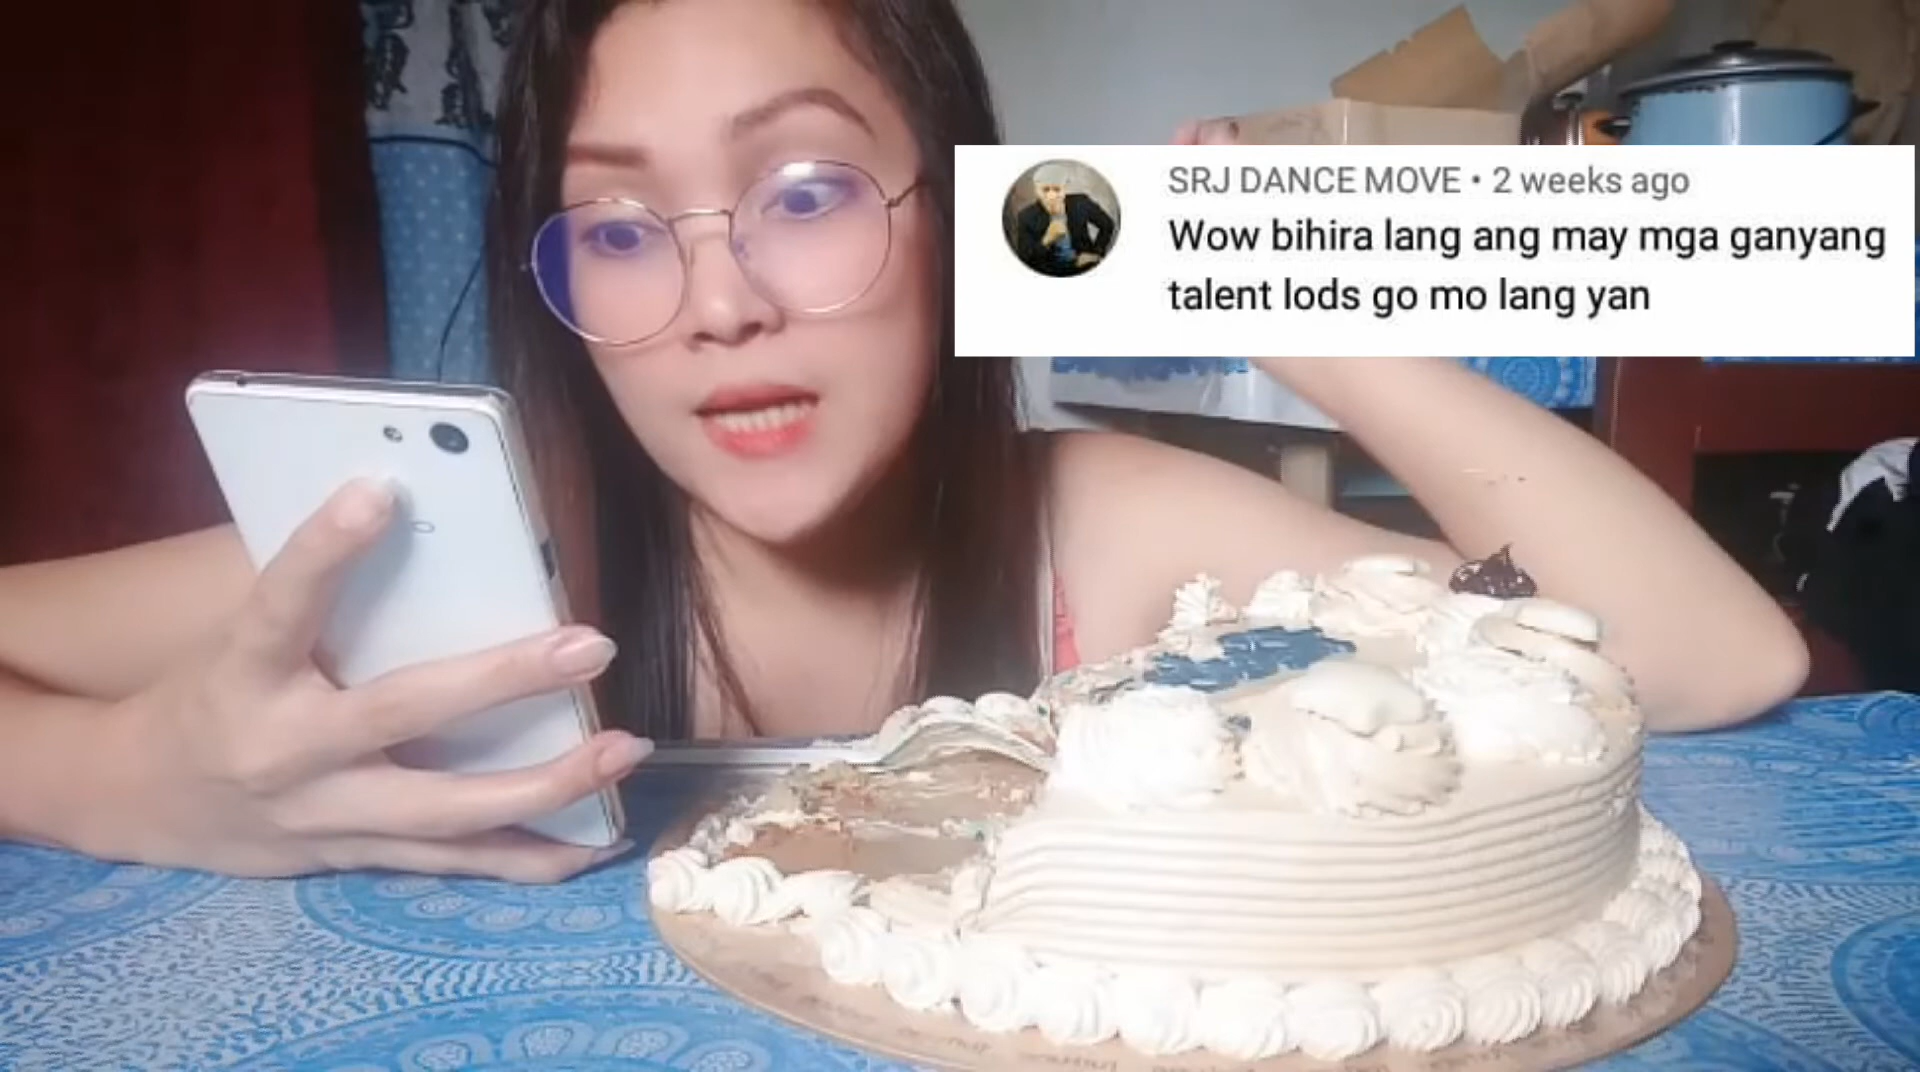 SRJ DANCE MOVE • 2 weeks ago
Wow bihira lang ang may mga ganyang
talent lods go mo lang yan